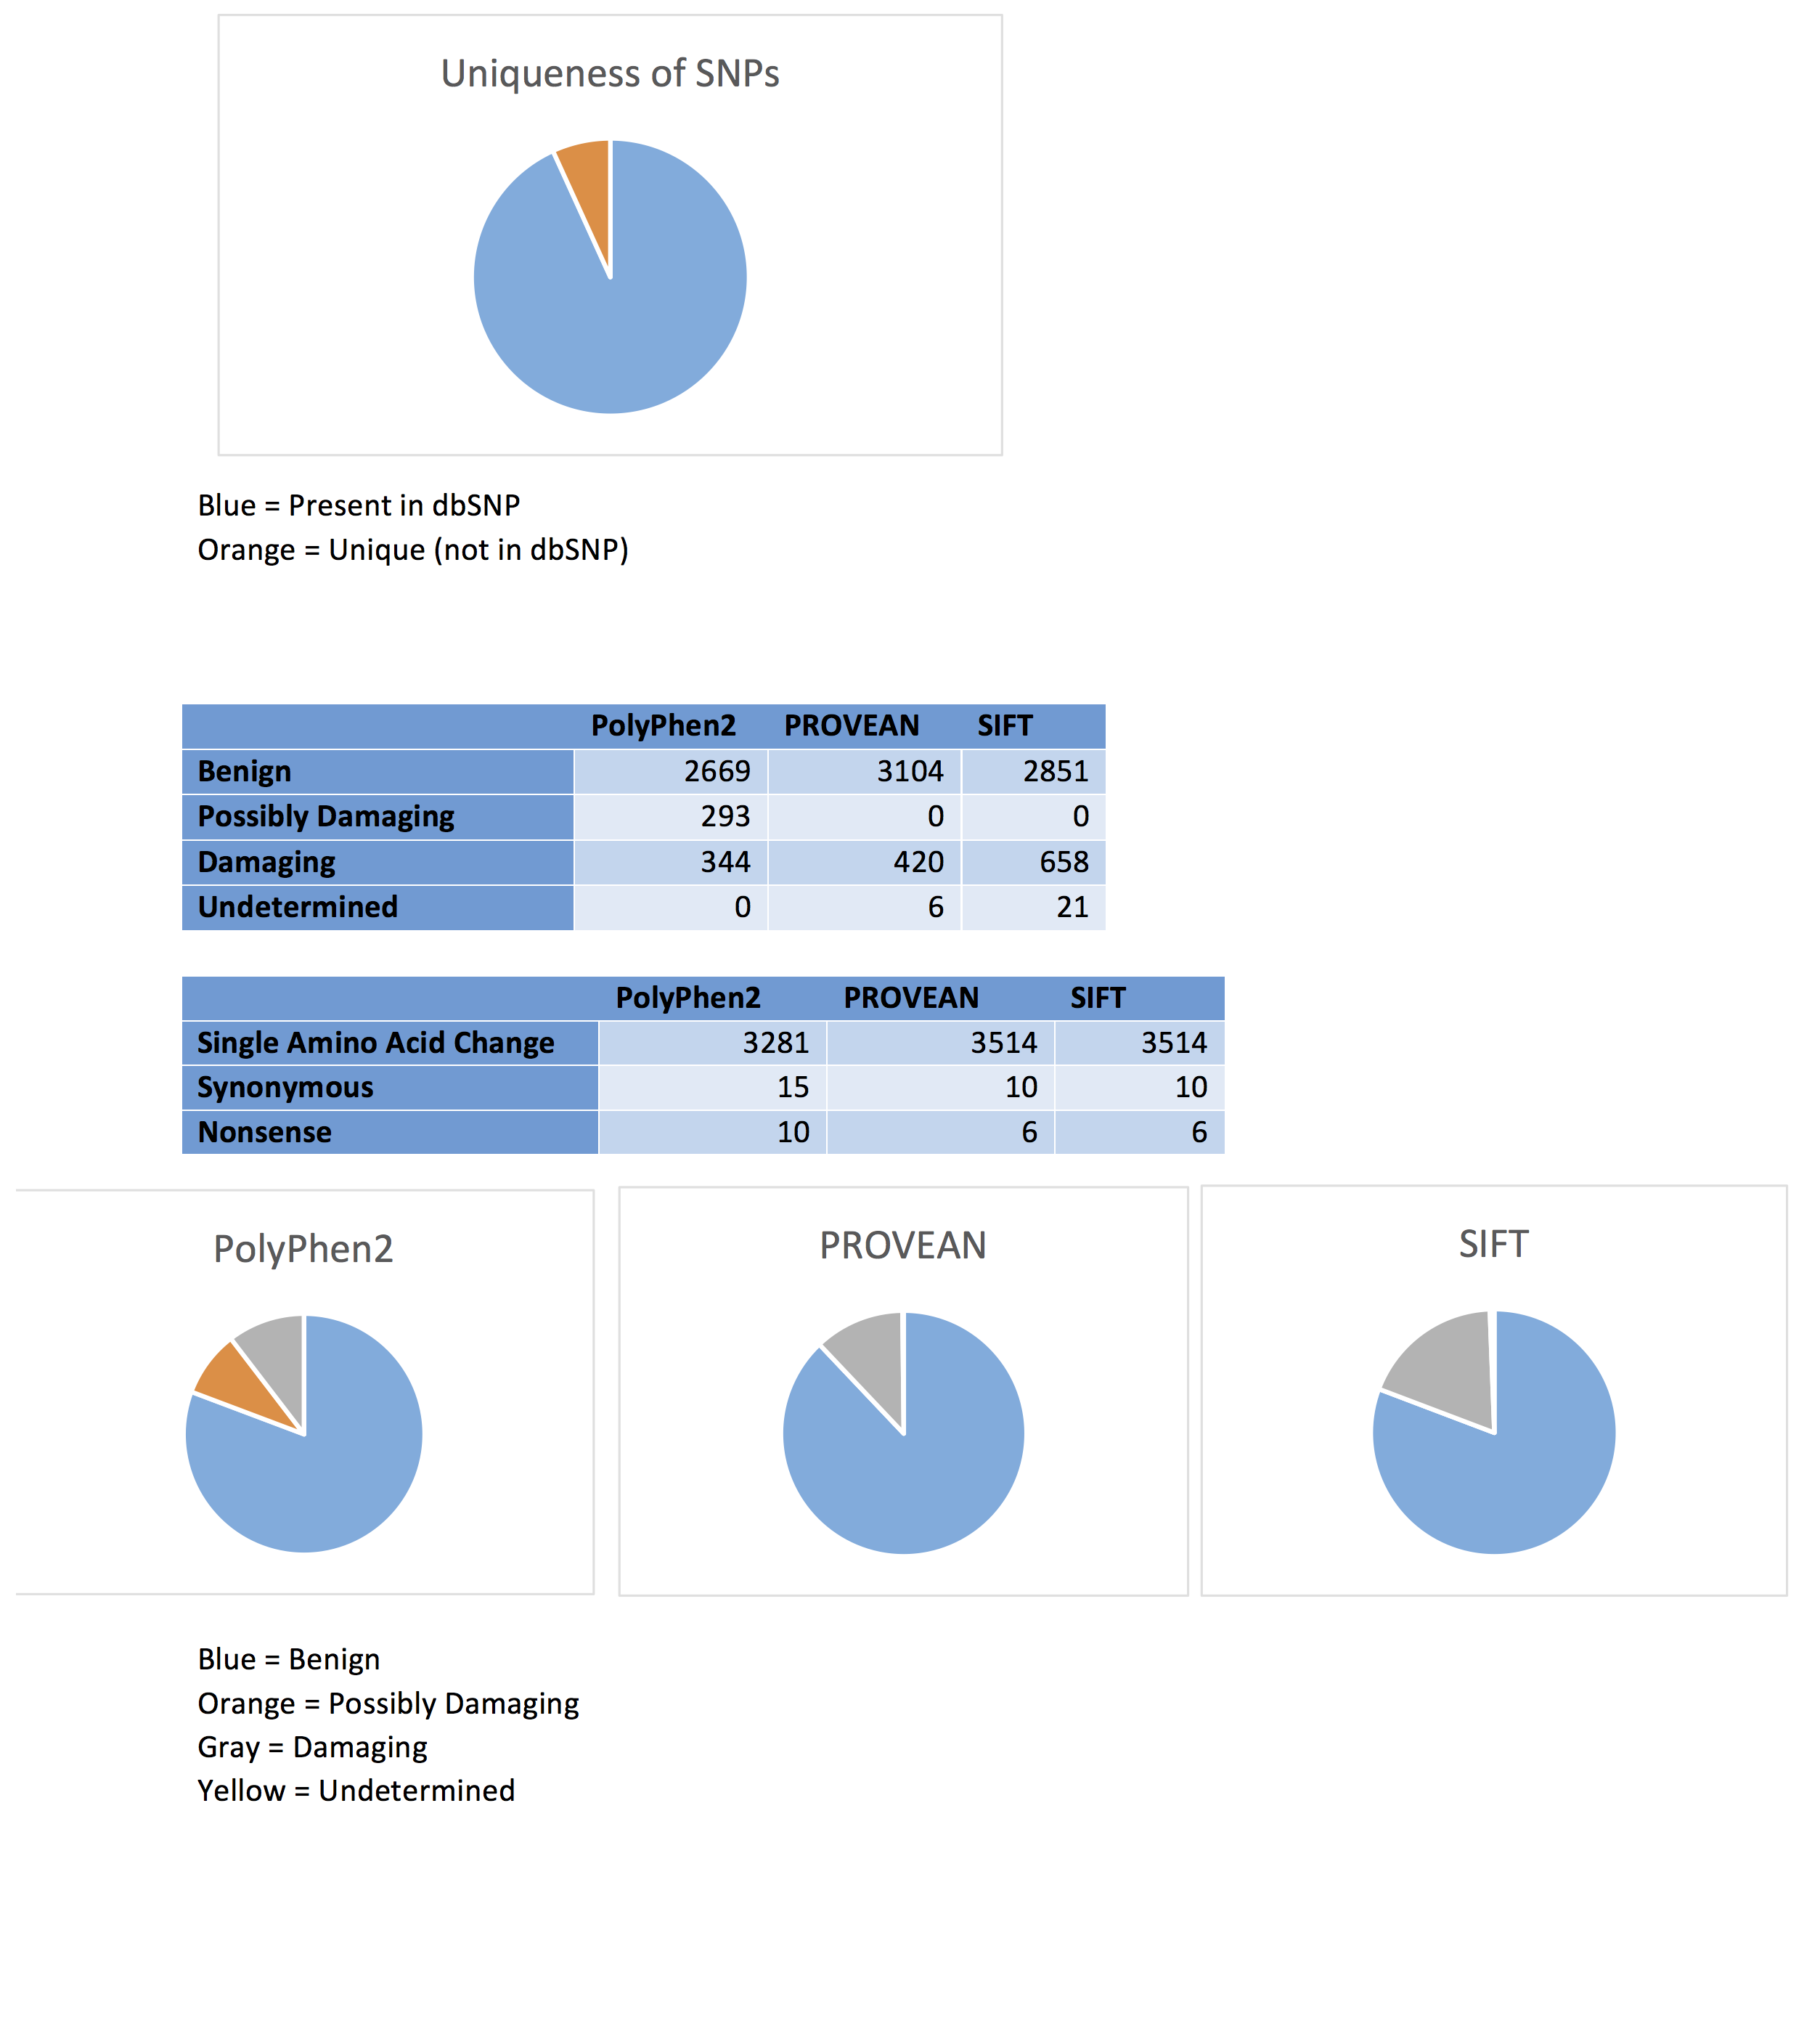 Uniqueness of SNPs
Blue = Present in dbSNP
Orange = Unique (not in dbSNP)
PolyPhen2 PROVEAN SIFT
Benign 2669 3104 2851
Possibly Damaging 293 0 0
Damaging 344 420 658
Undetermined 0 6 21
PolyPhen2 PROVEAN SIFT
Single Amino Acid Change 3281 3514 3514
Synonymous 15 10 10
Nonsense 10 6 6
PolyPhen2 PROVEAN SIFT
Blue = Benign
Orange = Possibly Damaging
Gray = Damaging
Yellow = Undetermined